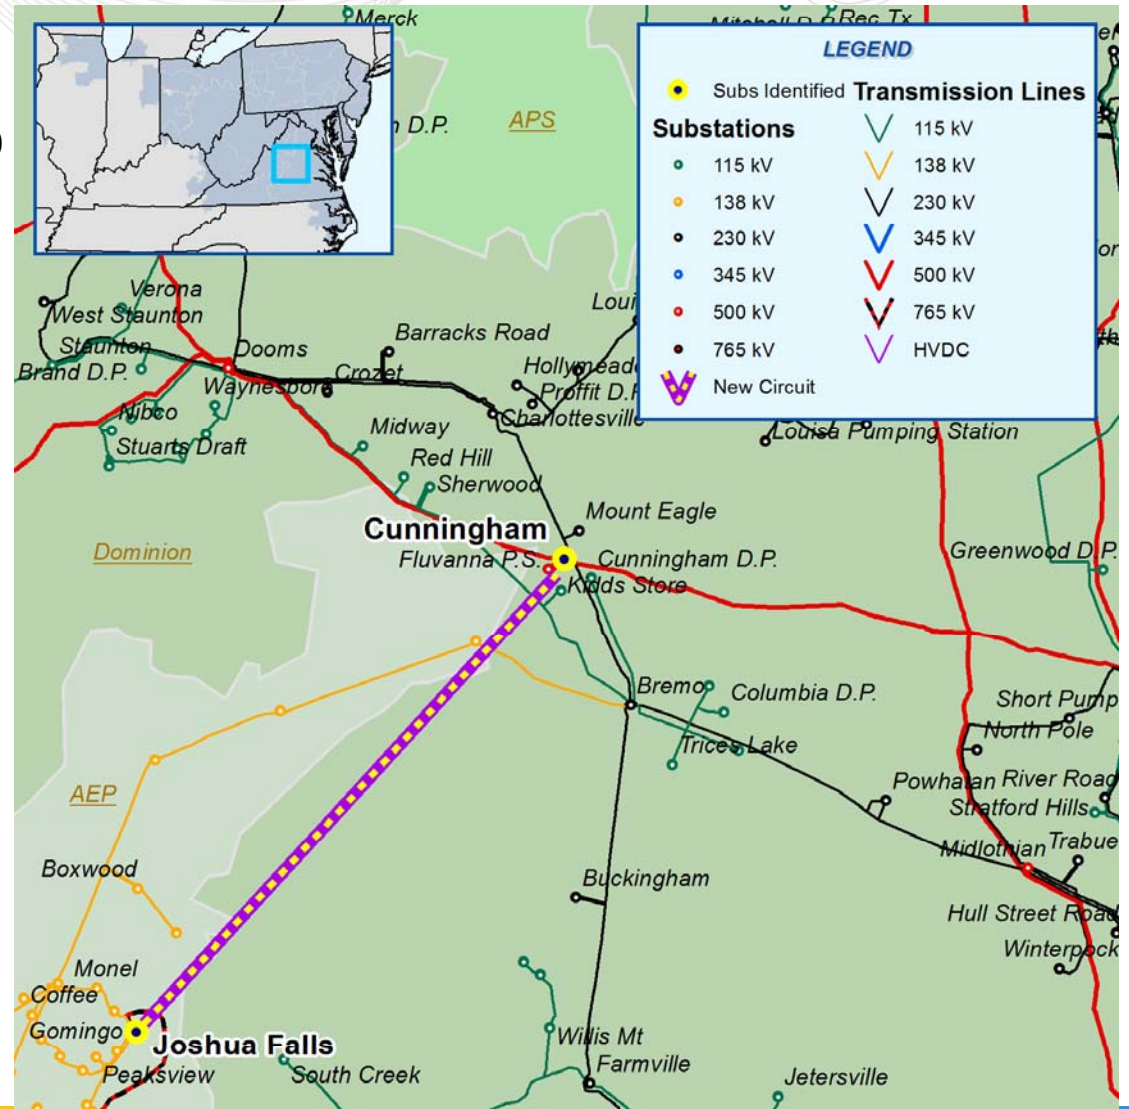 Merck
APS
LEGEND
Subs Identified
Substations
115 kV
138 kV
230 kV
345 kV
500 kV
765 kV
New Circuit
Transmission Lines
115 kV
138 kV
230 kV
345 kV
500 kV
765 kV
HVDC
Rec Tx
D.P.
Verona
West Staunton
Staunton
Brand D.P.
Dooms
Waynesboro
Crozet
Barracks Road
Hollymead
Proffit D.P.
Charlottesville
Loui
Louisa Pumping Station
Nibco
Stuarts Draft
Midway
Red Hill
Sherwood
Cunningham
Mount Eagle
Dominion
Fluvanna P.S.
Cunningham D.P.
Kidds Store
Greenwood D.P.
Bremo
Columbia D.P.
Trices Lake
Short Pump
North Pole
AEP
Powhatan
River Road
Stratford Hills
Midlothian
Trabue
Boxwood
Buckingham
Hull Street Road
Winterpock
Monel
Coffee
Gomingo
Joshua Falls
Peaksview
South Creek
Willis Mt
Farmville
Jetersville